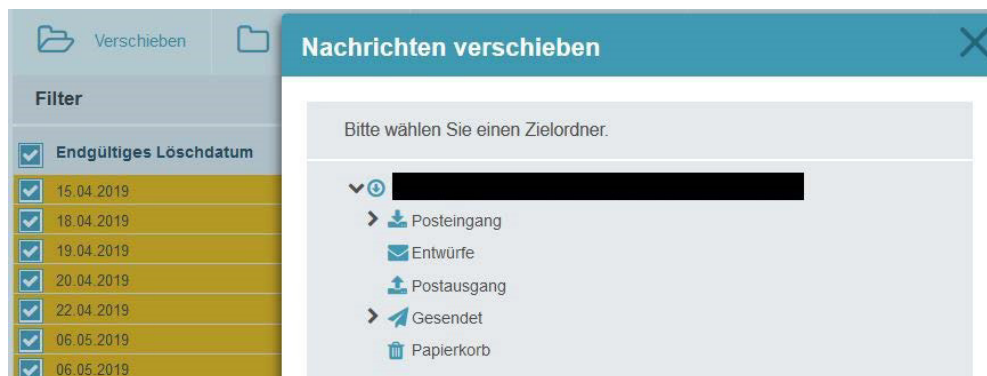 Verschieben
Nachrichten verschieben
Filter
Bitte wählen Sie einen Zielordner.
Endgültiges Löschdatum
15.04.2019
18.04.2019
19.04.2019
20.04.2019
22.04.2019
06.05.2019
06.05.2019
Posteingang
Entwürfe
Postausgang
Gesendet
Papierkorb